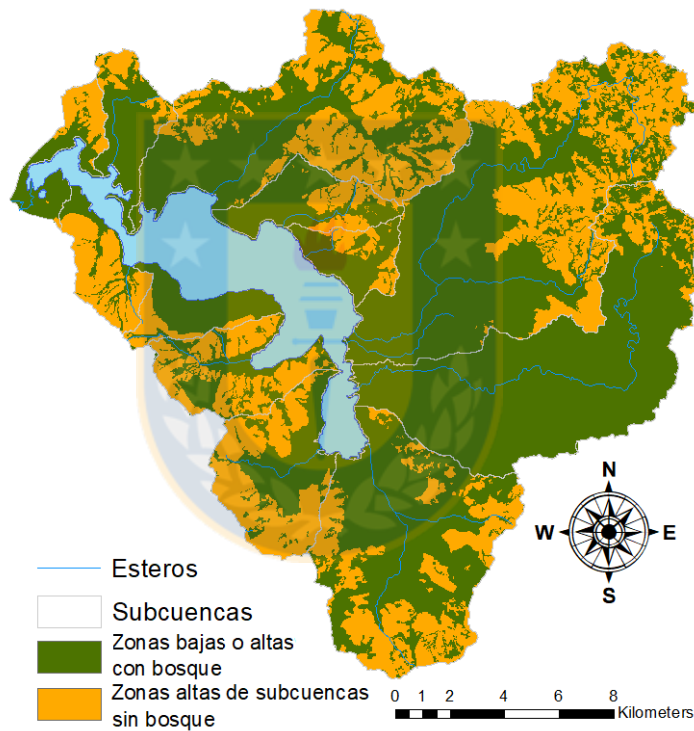 N
W
E
S
Esteros
Subcuencas
Zonas bajas o altas
con bosque
Zonas altas de subcuencas
sin bosque
0 1 2 4 6 8
Kilometers